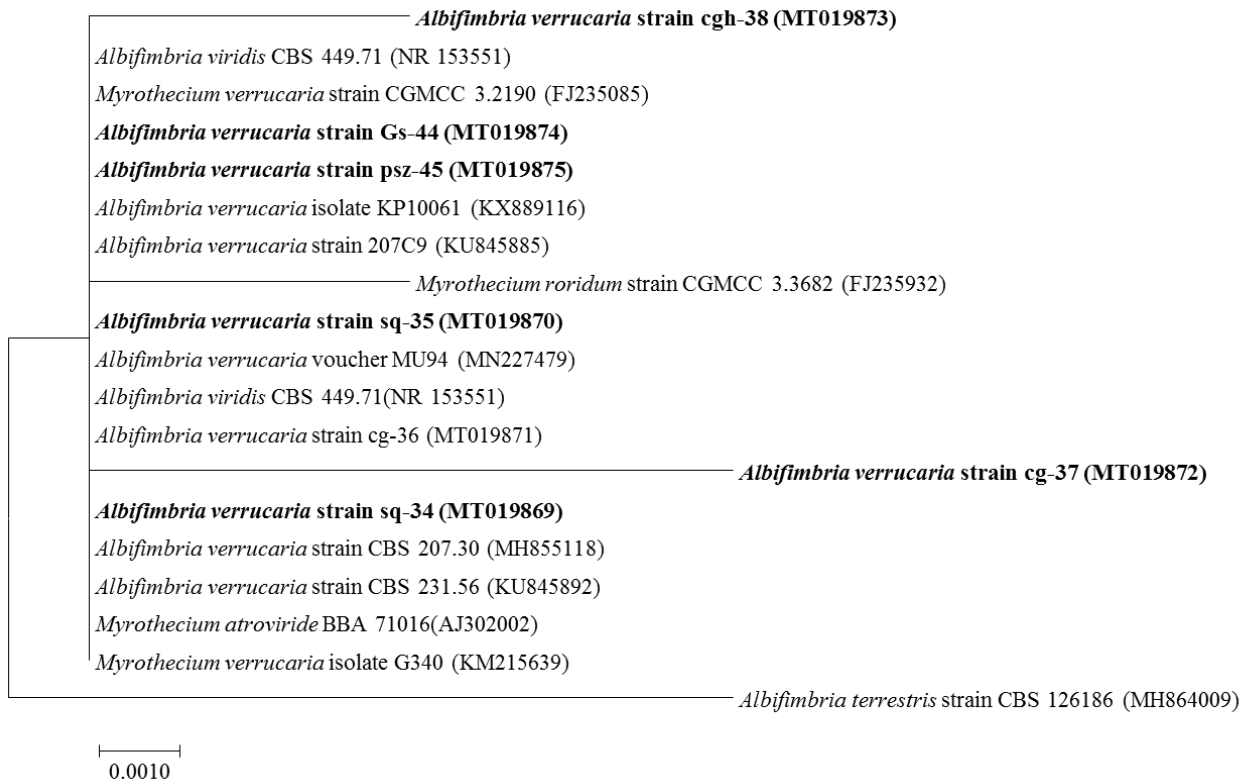 Albifimbria verrucaria strain cgh-38 (MT019873)
Albifimbria viridis CBS 449.71 (NR 153551)
Myrothecium verrucaria strain CGMCC 3.2190 (FJ235085)
Albifimbria verrucaria strain Gs-44 (MT019874)
Albifimbria verrucaria strain psz-45 (MT019875)
Albifimbria verrucaria isolate KP10061 (KX889116)
Albifimbria verrucaria strain 207C9 (KU845885)
Myrothecium roridum strain CGMCC 3.3682 (FJ235932)
Albifimbria verrucaria strain sq-35 (MT019870)
Albifimbria verrucaria voucher MU94 (MN227479)
Albifimbria viridis CBS 449.71(NR 153551)
Albifimbria verrucaria strain cg-36 (MT019871)
Albifimbria verrucaria strain cg-37 (MT019872)
Albifimbria verrucaria strain sq-34 (MT019869)
Albifimbria verrucaria strain CBS 207.30 (MH855118)
Albifimbria verrucaria strain CBS 231.56 (KU845892)
Myrothecium atroviride BBA 71016(AJ302002)
Myrothecium verrucaria isolate G340 (KM215639)
Albifimbria terrestris strain CBS 126186 (MH864009)
0.0010